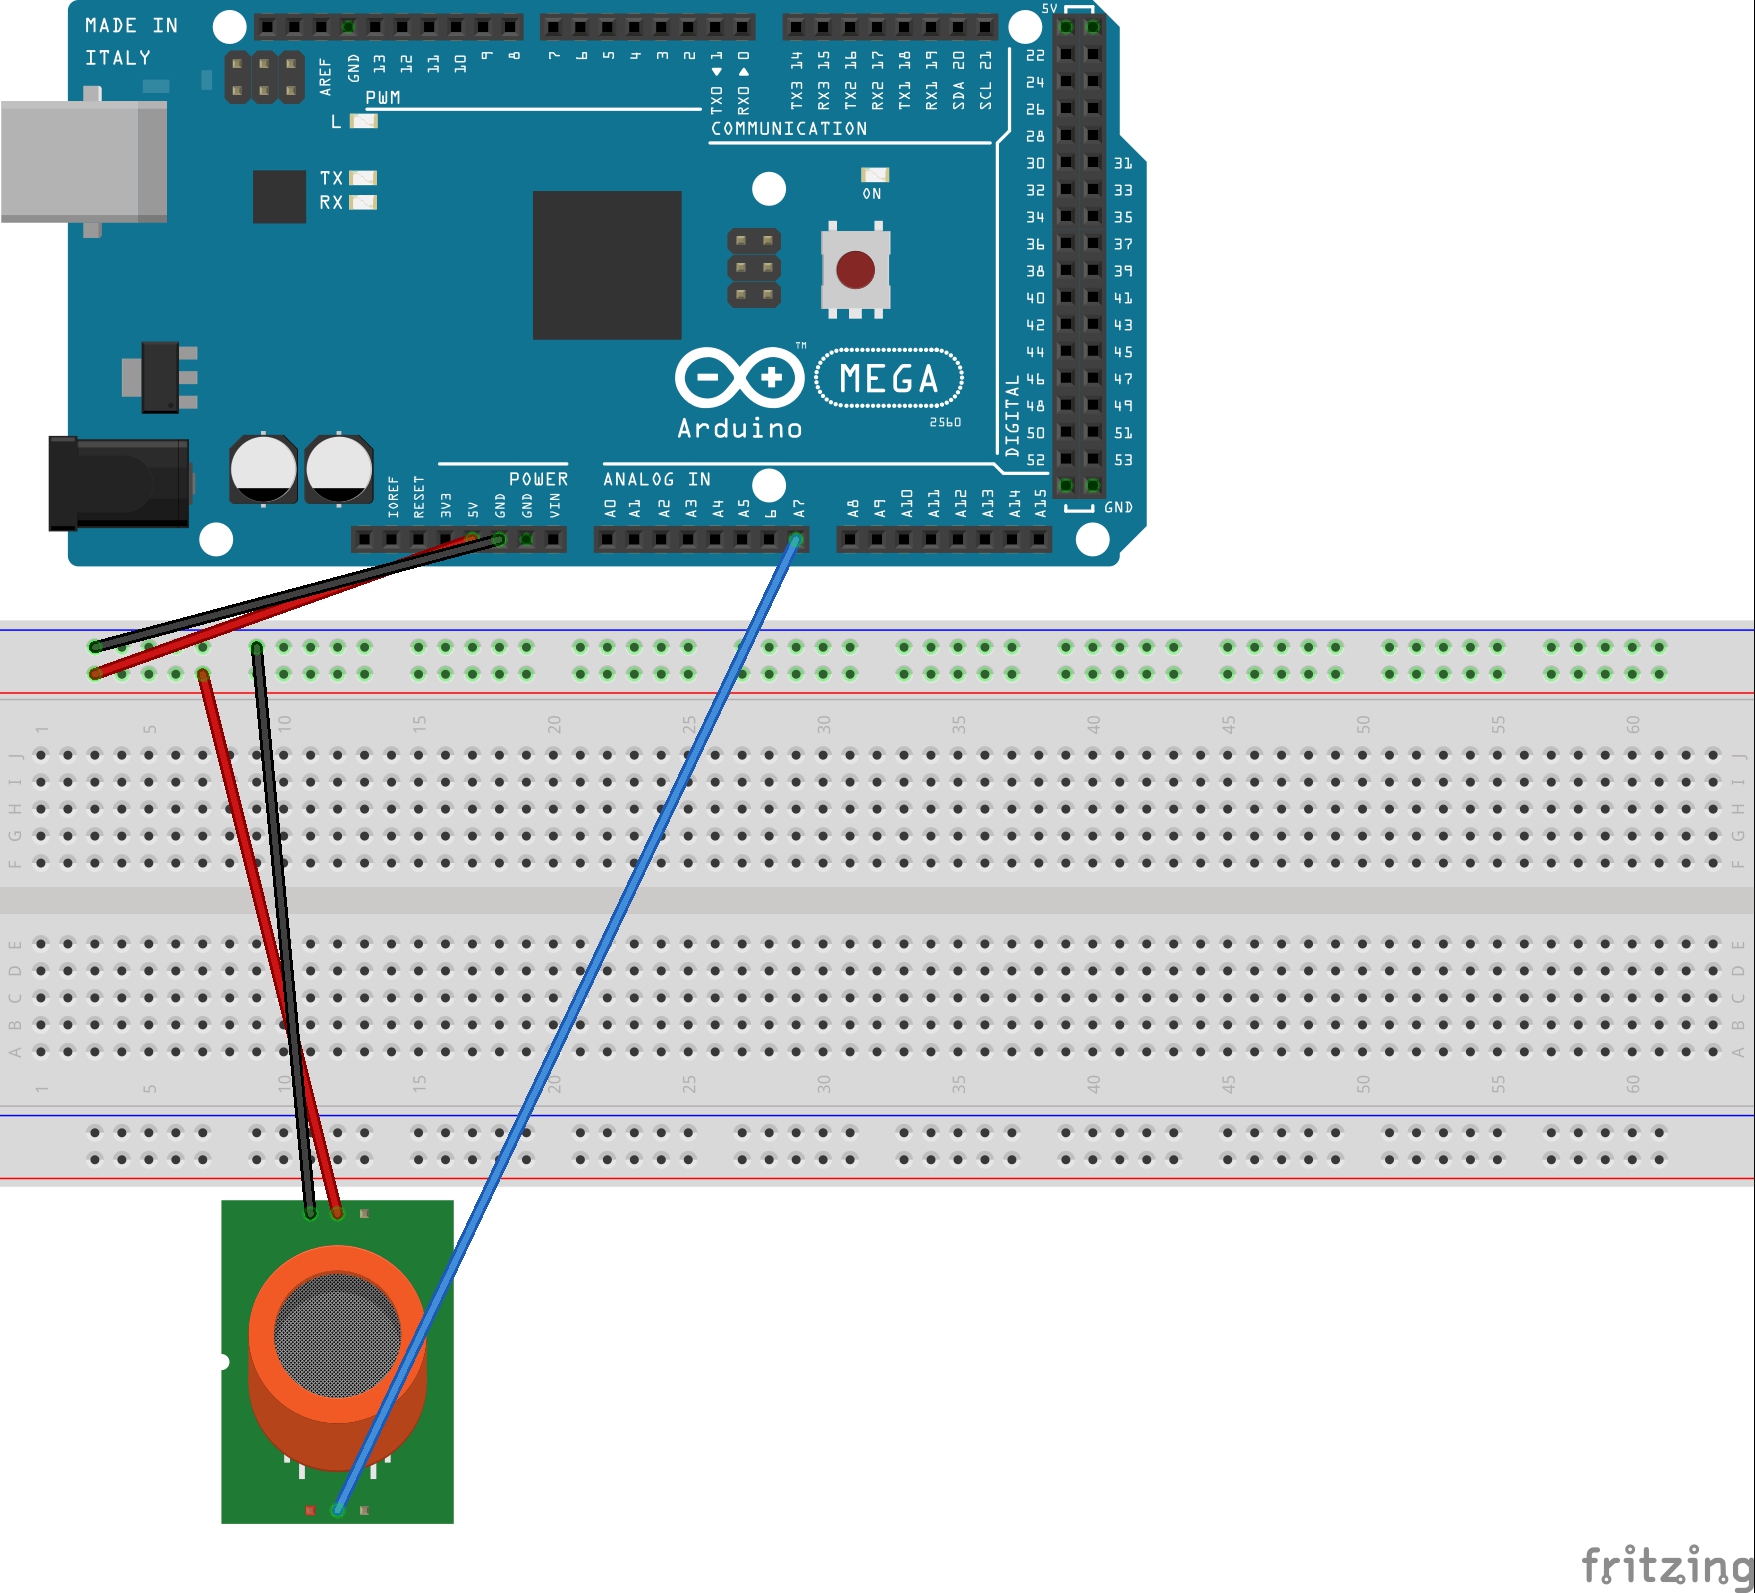 MADE IN
ITALY
AREF
GND
13
12
11
10
9
8
7
6
5
4
3
2
TX0 ◀ 1
RX0 ▶ 0
TX3 14
RX3 15
TX2 16
RX2 17
TX1 18
RX1 19
SDA 20
SCL 21
5V
PWM
COMMUNICATION
L
TX
RX
ON
22
24
26
28
30 31
32 33
34 35
36 37
38 39
40 41
42 43
44 45
46 47
48 49
50 51
52 53
GND
DIGITAL
TM
MEGA
Arduino
2560
POWER
ANALOG IN
IOREF
RESET
3V3
5V
GND
GND
VIN
A0
A1
A2
A3
A4
A5
6
A7
A8
A9
A10
A11
A12
A13
A14
A15
1 5 10 15 20 25 30 35 40 45 50 55 60
J J
I I
H H
G G
F F
E E
D D
C C
B B
A A
1 5 10 15 20 25 30 35 40 45 50 55 60
fritzing